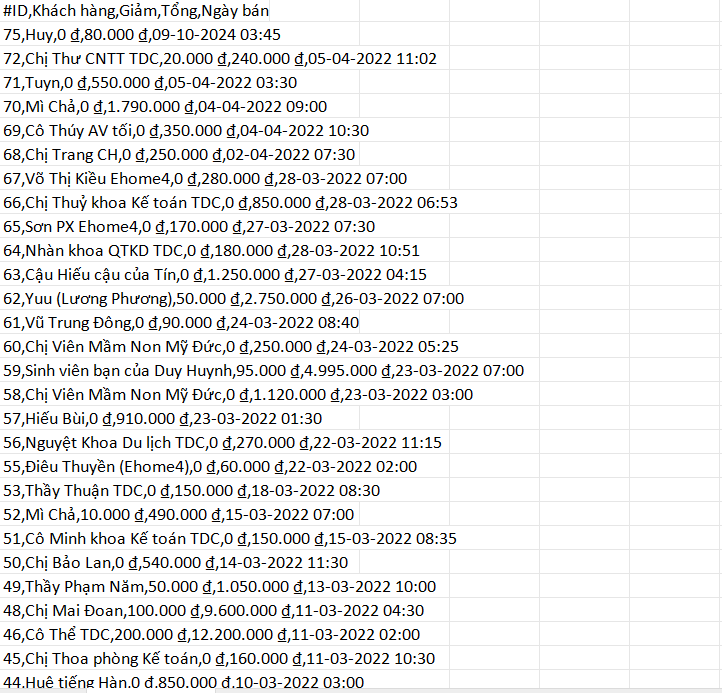 #ID,Khách hàng,Giảm,Tổng,Ngày bán
75,Huy,0 ₫,80.000 ₫,09-10-2024 03:45
72,Chị Thư CNTT TDC,20.000 ₫,240.000 ₫,05-04-2022 11:02
71,Tuyn,0 ₫,550.000 ₫,05-04-2022 03:30
70,Mì Chả,0 ₫,1.790.000 ₫,04-04-2022 09:00
69,Cô Thúy AV tối,0 ₫,350.000 ₫,04-04-2022 10:30
68,Chị Trang CH,0 ₫,250.000 ₫,02-04-2022 07:30
67,Võ Thị Kiều Ehome4,0 ₫,280.000 ₫,28-03-2022 07:00
66,Chị Thuỷ khoa Kế toán TDC,0 ₫,850.000 ₫,28-03-2022 06:53
65,Sơn PX Ehome4,0 ₫,170.000 ₫,27-03-2022 07:30
64,Nhàn khoa QTKD TDC,0 ₫,180.000 ₫,28-03-2022 10:51
63,Cậu Hiếu cậu của Tín,0 ₫,1.250.000 ₫,27-03-2022 04:15
62,Yuu (Lương Phương),50.000 ₫,2.750.000 ₫,26-03-2022 07:00
61,Vũ Trung Đông,0 ₫,90.000 ₫,24-03-2022 08:40
60,Chị Viên Mầm Non Mỹ Đức,0 ₫,250.000 ₫,24-03-2022 05:25
59,Sinh viên bạn của Duy Huynh,95.000 ₫,4.995.000 ₫,23-03-2022 07:00
58,Chị Viên Mầm Non Mỹ Đức,0 ₫,1.120.000 ₫,23-03-2022 03:00
57,Hiếu Bùi,0 ₫,910.000 ₫,23-03-2022 01:30
56,Nguyệt Khoa Du lịch TDC,0 ₫,270.000 ₫,22-03-2022 11:15
55,Điêu Thuyền (Ehome4),0 ₫,60.000 ₫,22-03-2022 02:00
53,Thầy Thuận TDC,0 ₫,150.000 ₫,18-03-2022 08:30
52,Mì Chả,10.000 ₫,490.000 ₫,15-03-2022 07:00
51,Cô Minh khoa Kế toán TDC,0 ₫,150.000 ₫,15-03-2022 08:35
50,Chị Bảo Lan,0 ₫,540.000 ₫,14-03-2022 11:30
49,Thầy Phạm Năm,50.000 ₫,1.050.000 ₫,13-03-2022 10:00
48,Chị Mai Đoan,100.000 ₫,9.600.000 ₫,11-03-2022 04:30
46,Cô Thể TDC,200.000 ₫,12.200.000 ₫,11-03-2022 02:00
45,Chị Thoa phòng Kế toán,0 ₫,160.000 ₫,11-03-2022 10:30
44,Huê tiếng Hàn,0 ₫,850.000 ₫,10-03-2022 03:00